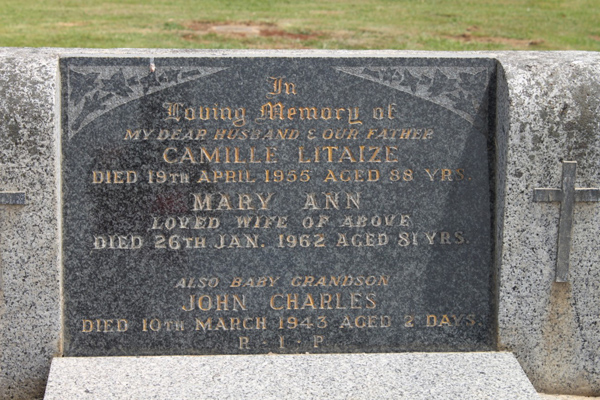 In
Loving Memory of
MY DEAR HUSBAND & OUR FATHER
CAMILLE LITAIZE
DIED 19TH APRIL 1955 AGED 88 YRS.
MARY ANN
LOVED WIFE OF ABOVE
DIED 26TH JAN. 1962 AGED 81 YRS.
ALSO BABY GRANDSON
JOHN CHARLES
DIED 10TH MARCH 1943 AGED 2 DAYS
R - I - P